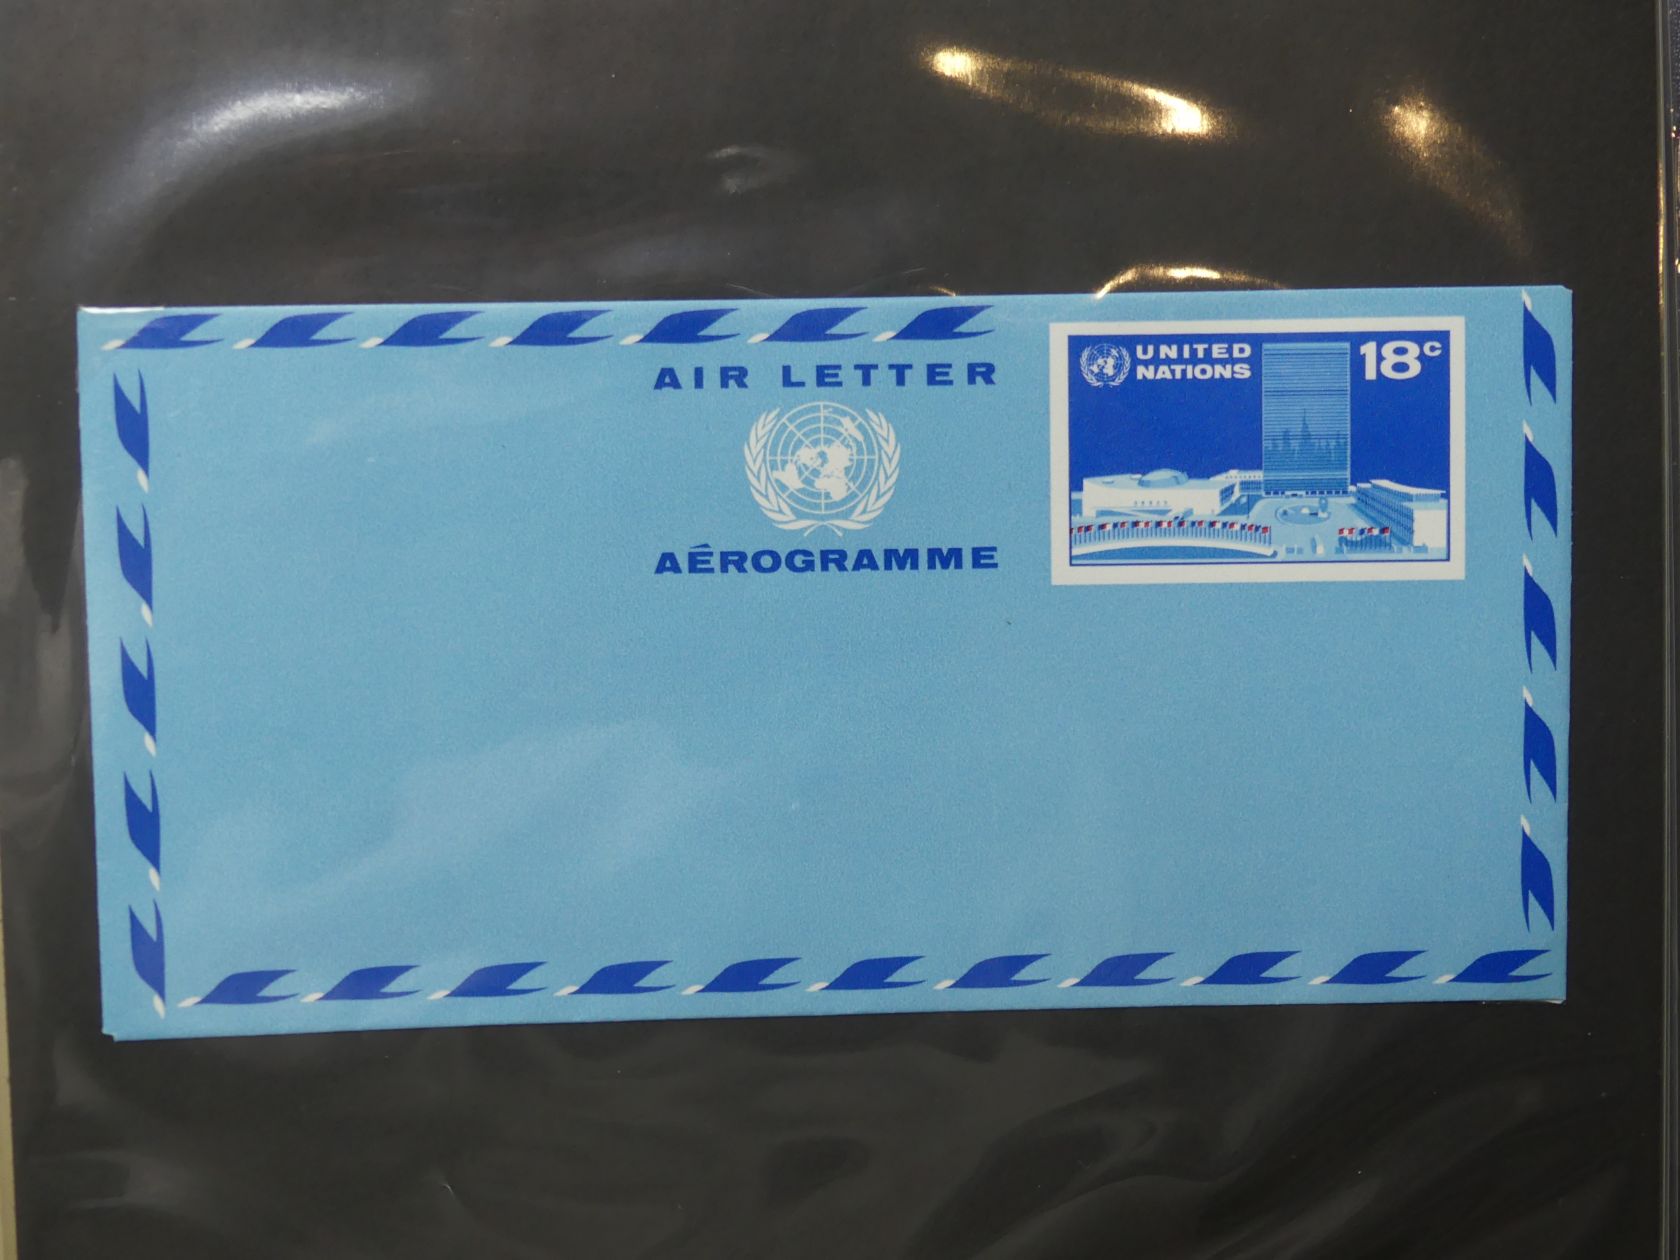 AIR LETTER
AÉROGRAMME
UNITED
NATIONS
18c